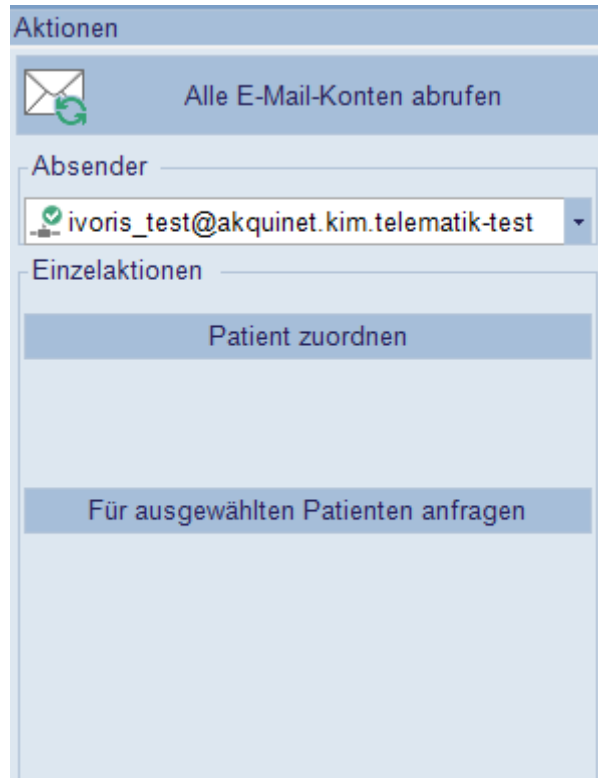 Aktionen
Alle E-Mail-Konten abrufen
Absender
ivoris_test@akquinet.kim.telematik-test
Einzelaktionen
Patient zuordnen
Für ausgewählten Patienten anfragen